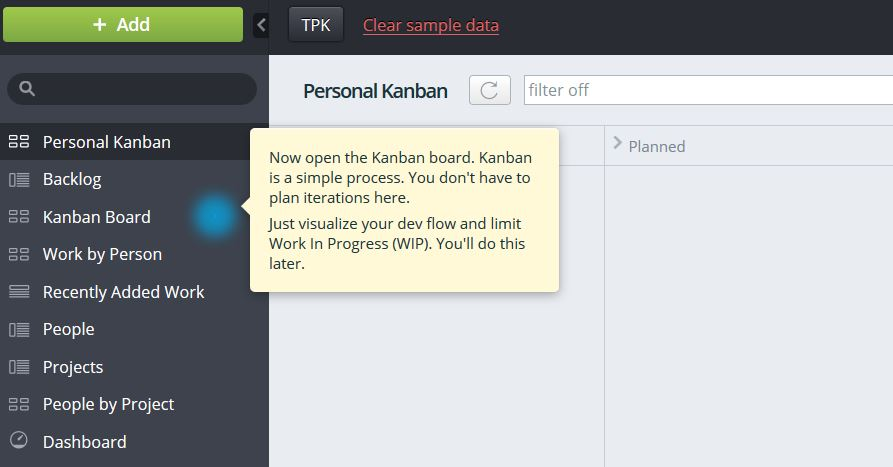 + Add
TPK
Clear sample data
Personal Kanban
filter off
Personal Kanban
Backlog
Kanban Board
Work by Person
Recently Added Work
People
Projects
People by Project
Dashboard
Now open the Kanban board. Kanban
is a simple process. You don't have to
plan iterations here.
Just visualize your dev flow and limit
Work In Progress (WIP). You'll do this
later.
Planned